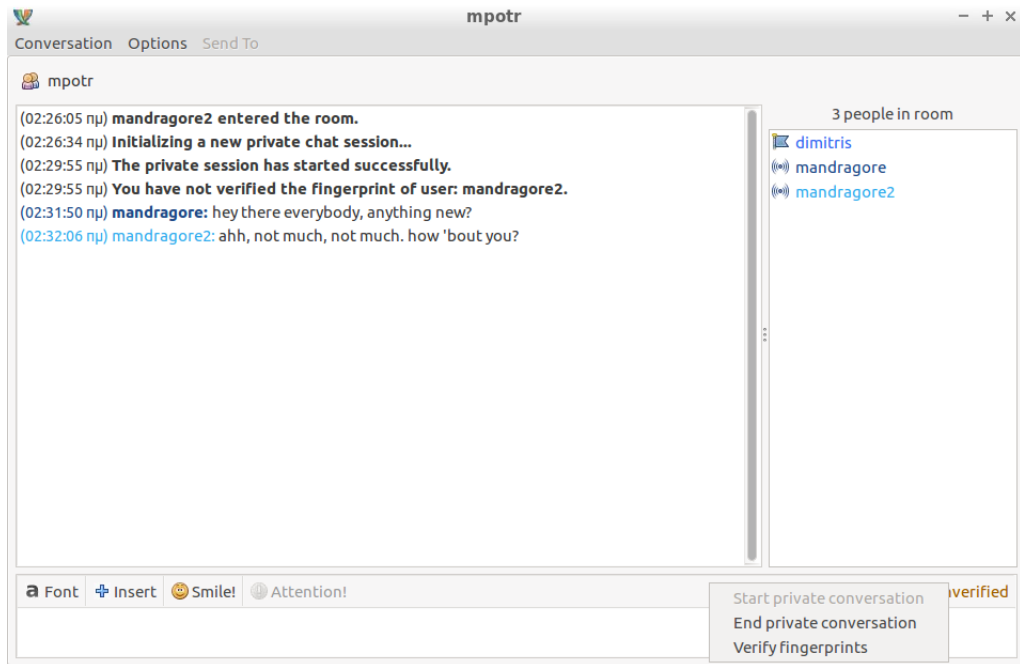 mpotr
Conversation Options Send To
mpotr
(02:26:05 πμ) mandragore2 entered the room.
(02:26:34 πμ) Initializing a new private chat session...
(02:29:55 πμ) The private session has started successfully.
(02:29:55 πμ) You have not verified the fingerprint of user: mandragore2.
(02:31:50 πμ) mandragore: hey there everybody, anything new?
(02:32:06 πμ) mandragore2: ahh, not much, not much. how 'bout you?
3 people in room
dimitris
mandragore
mandragore2
a Font Insert Smile! Attention!
Start private conversation
End private conversation
Verify fingerprints